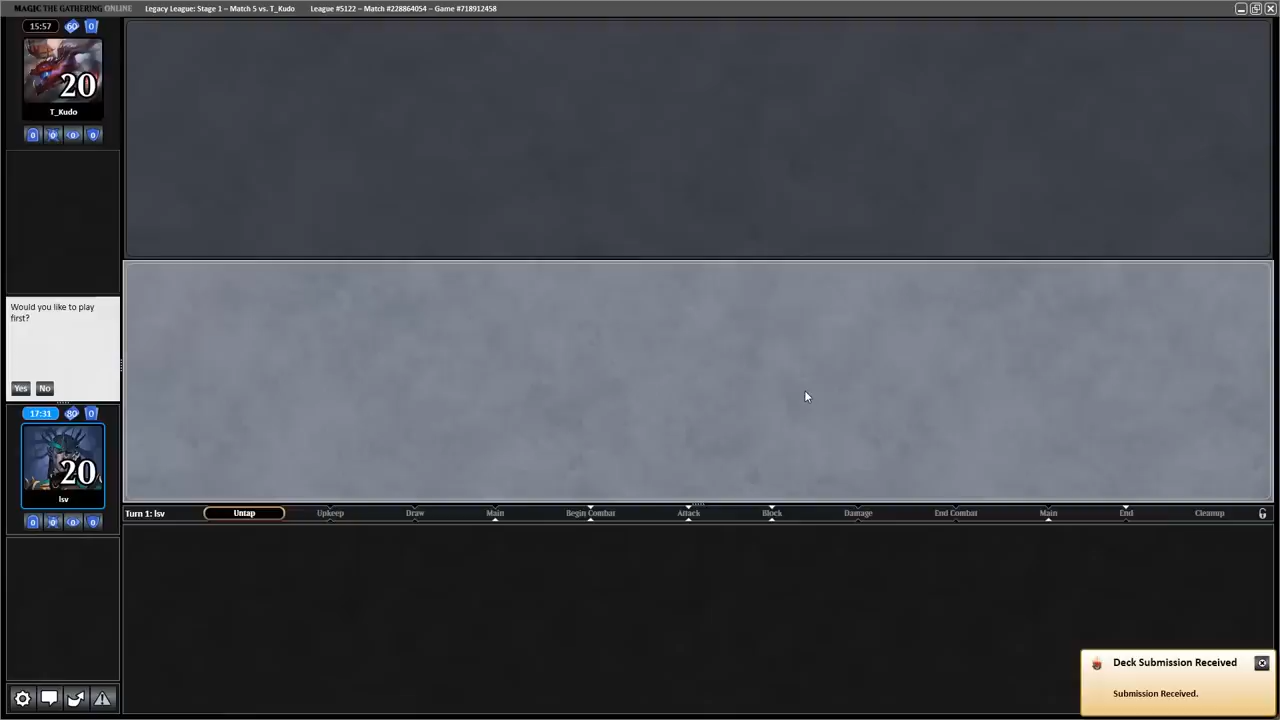 MAGIC THE GATHERING ONLINE Legacy League: Stage 1 – Match 5 vs. T_Kudo League #5122 – Match #228864054 – Game #718912458
15:57 60 0
20
T_Kudo
0 0 0 0
Would you like to play
first?
Yes No
17:31 80 0
20
lsv
0 0 0 0
Turn 1: lsv Untap Upkeep Draw Main Begin Combat Attack Block Damage End Combat Main End Cleanup
Deck Submission Received
Submission Received.